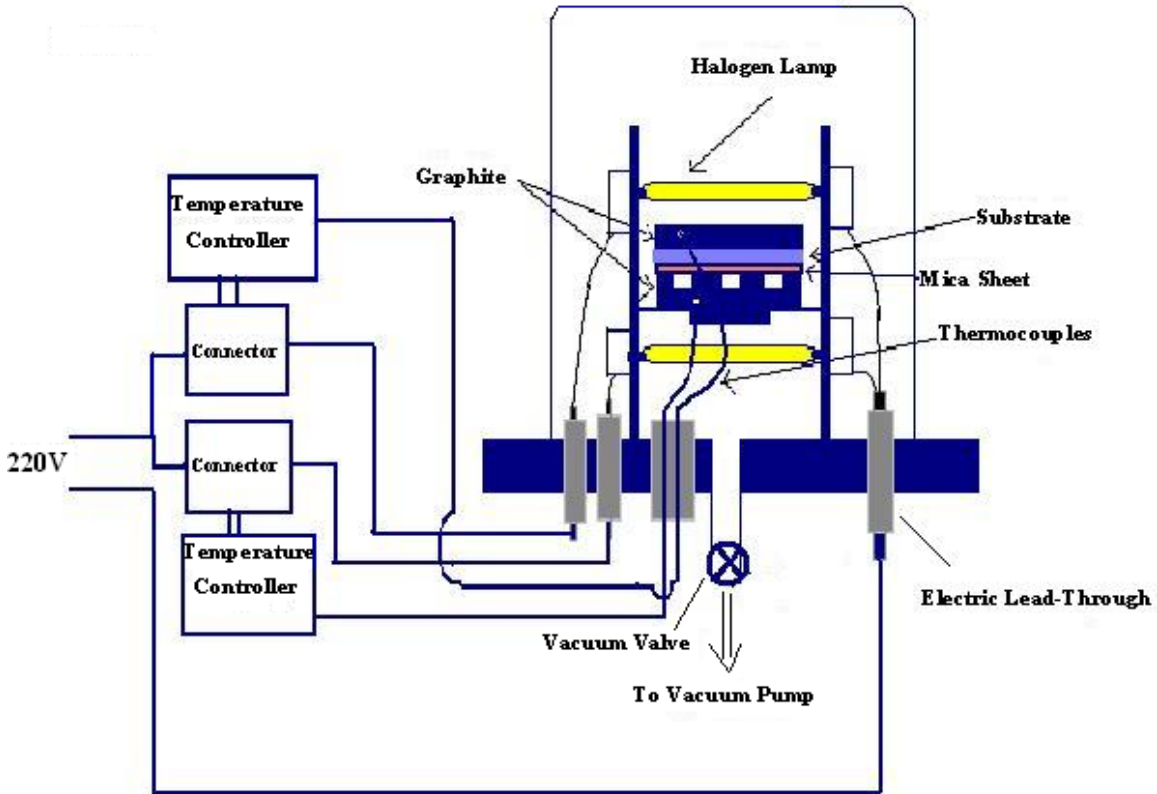 Halogen Lamp
Graphite
Temperature
Controller
Substrate
Mica Sheet
Connector
Thermocouples
220V
Connector
Temperature
Controller
Electric Lead-Through
Vacuum Valve
To Vacuum Pump